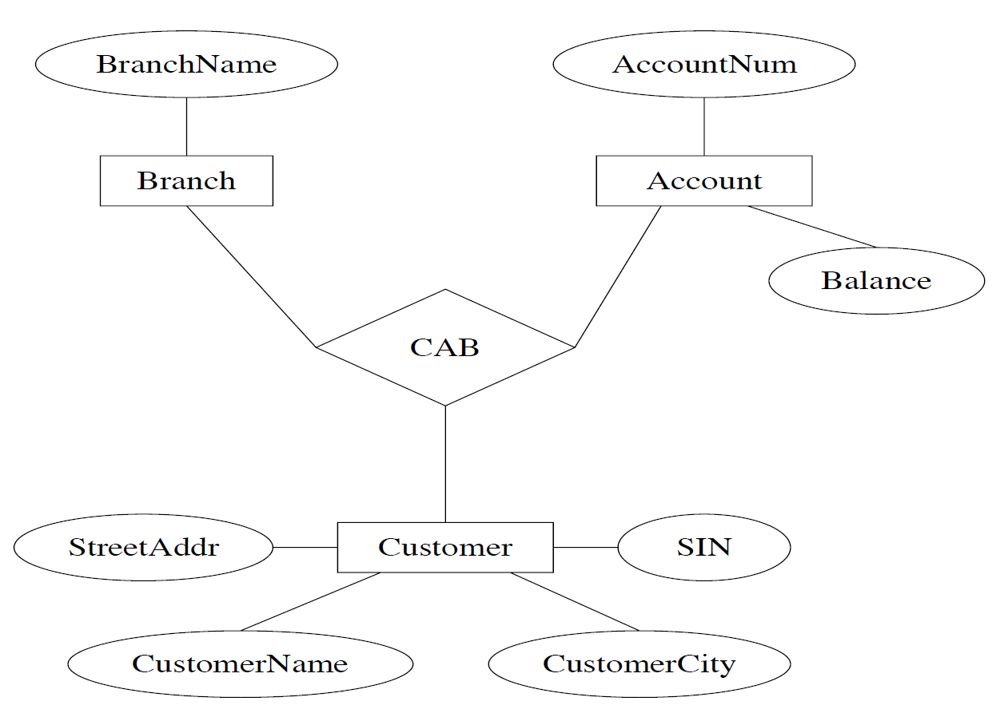 BranchName
AccountNum
Branch
Account
Balance
CAB
StreetAddr
Customer
SIN
CustomerName
CustomerCity